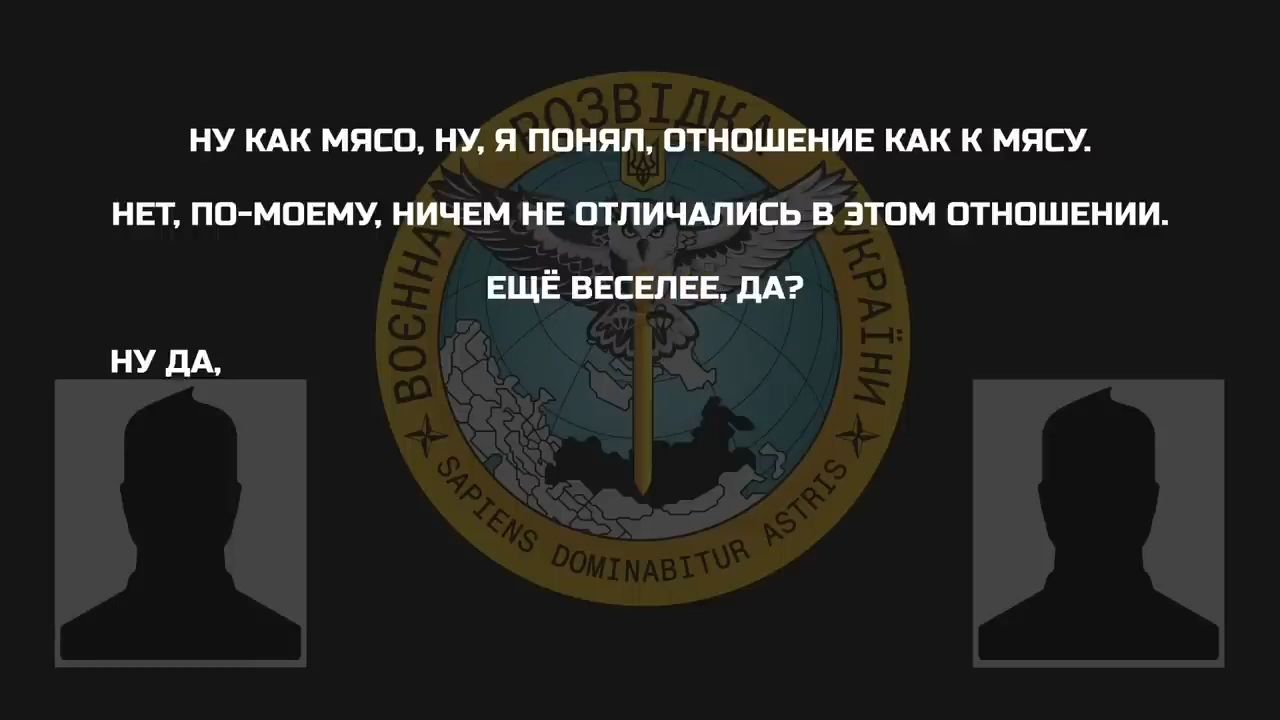 НУ КАК МЯСО, НУ, Я ПОНЯЛ, ОТНОШЕНИЕ КАК К МЯСУ.
НЕТ, ПО-МОЕМУ, НИЧЕМ НЕ ОТЛИЧАЛИСЬ В ЭТОМ ОТНОШЕНИИ.
ЕЩЁ ВЕСЕЛЕЕ, ДА?
НУ ДА,
ВОЄННА РОЗВІДКА УКРАЇНИ
SAPIENS DOMINABITUR ASTRIS